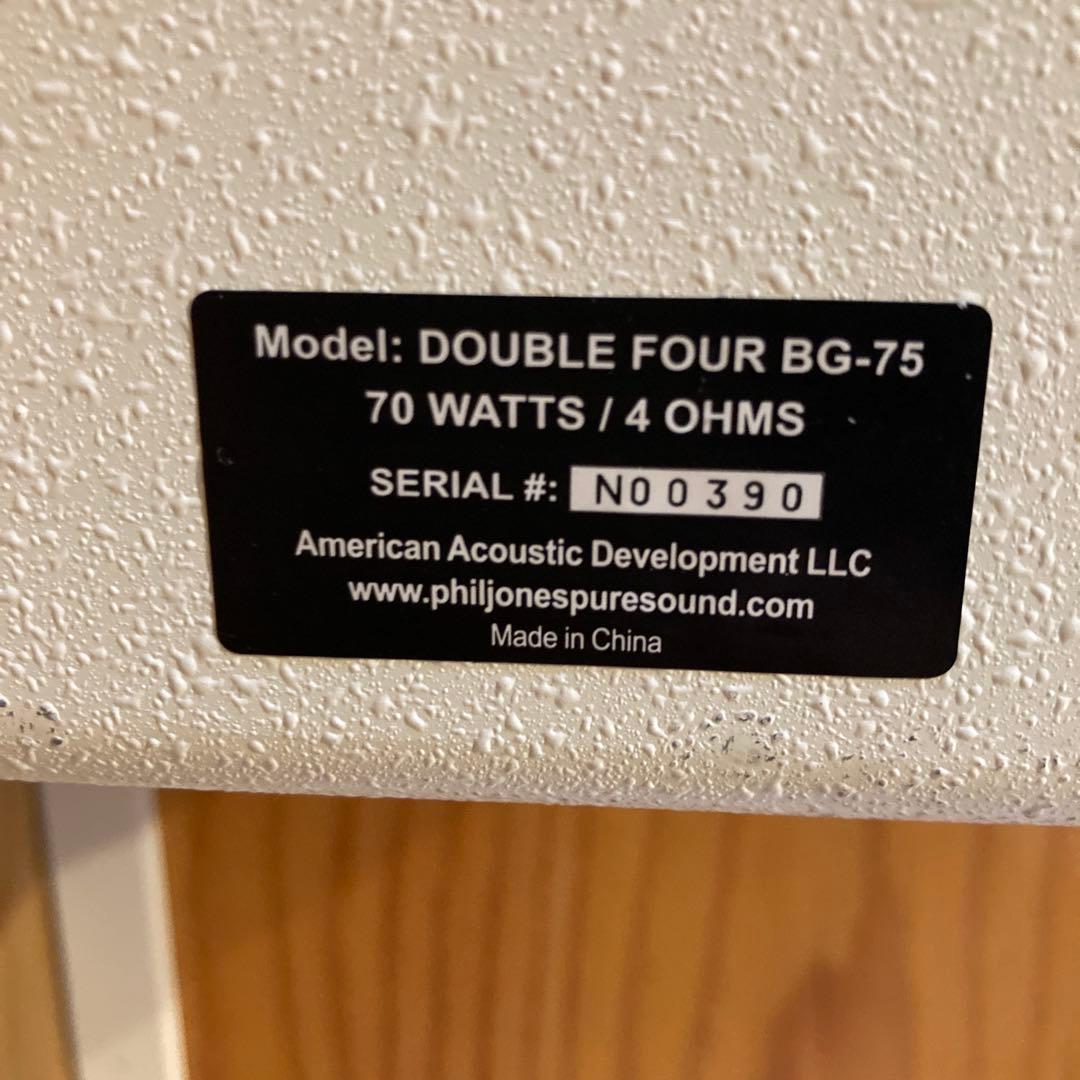 Model: DOUBLE FOUR BG-75
70 WATTS / 4 OHMS
SERIAL #: N00390
American Acoustic Development LLC
www.philjonespuresound.com
Made in China